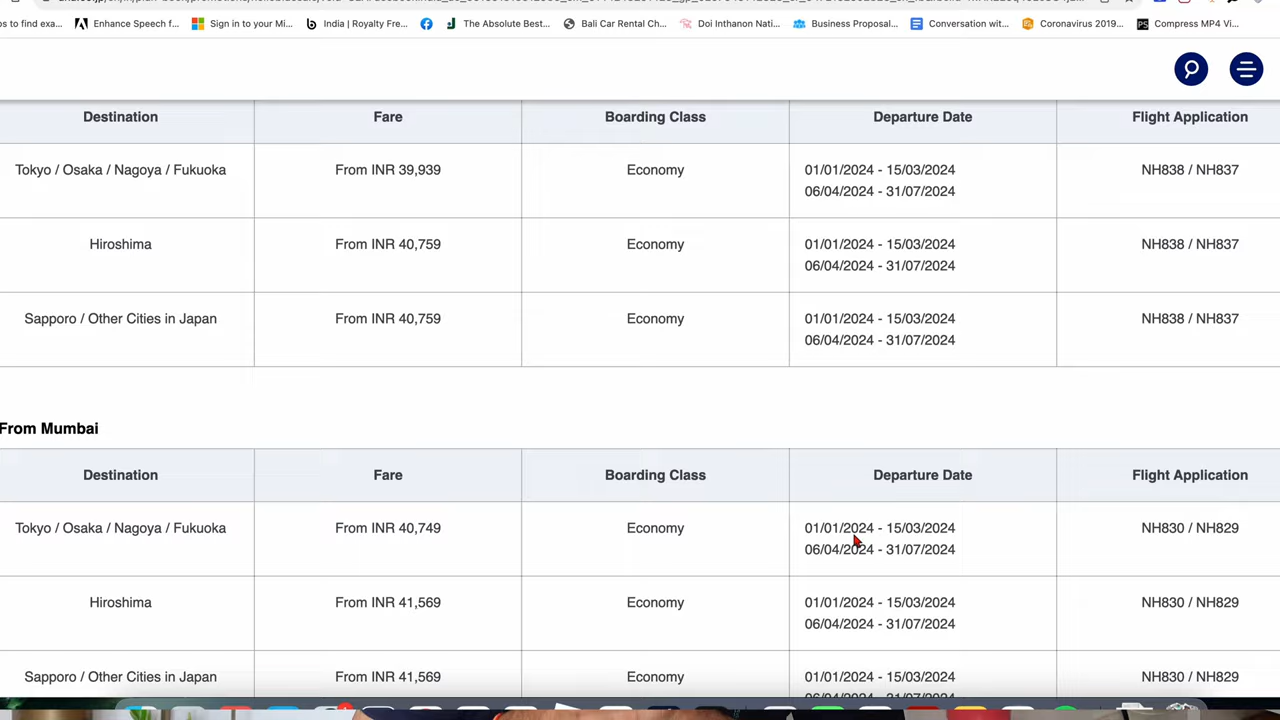 Enhance Speech f...
Sign in to your Mi...
India | Royalty Fre...
The Absolute Best...
Bali Car Rental Ch...
Doi Inthanon Nati...
Business Proposal...
Conversation wit...
Coronavirus 2019...
Compress MP4 Vi...
Destination Fare Boarding Class Departure Date Flight Application
Tokyo / Osaka / Nagoya / Fukuoka From INR 39,939 Economy 01/01/2024 - 15/03/2024 NH838 / NH837
06/04/2024 - 31/07/2024
Hiroshima From INR 40,759 Economy 01/01/2024 - 15/03/2024 NH838 / NH837
06/04/2024 - 31/07/2024
Sapporo / Other Cities in Japan From INR 40,759 Economy 01/01/2024 - 15/03/2024 NH838 / NH837
06/04/2024 - 31/07/2024
From Mumbai
Destination Fare Boarding Class Departure Date Flight Application
Tokyo / Osaka / Nagoya / Fukuoka From INR 40,749 Economy 01/01/2024 - 15/03/2024 NH830 / NH829
06/04/2024 - 31/07/2024
Hiroshima From INR 41,569 Economy 01/01/2024 - 15/03/2024 NH830 / NH829
06/04/2024 - 31/07/2024
Sapporo / Other Cities in Japan From INR 41,569 Economy 01/01/2024 - 15/03/2024 NH830 / NH829